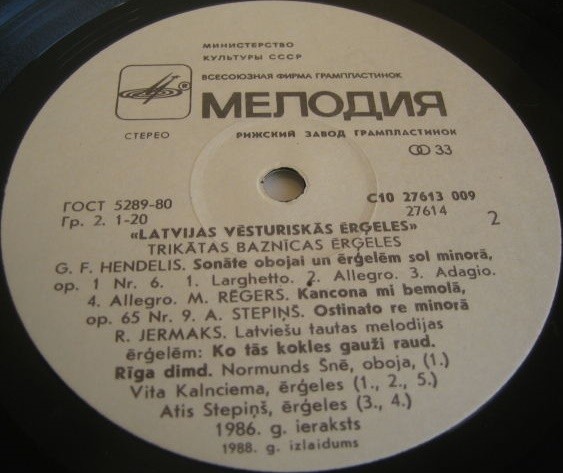 МИНИСТЕРСТВО
КУЛЬТУРЫ СССР
ВСЕСОЮЗНАЯ ФИРМА ГРАМПЛАСТИНОК
МЕЛОДИЯ
СТЕРЕО
РИЖСКИЙ ЗАВОД ГРАМПЛАСТИНОК
33
ГОСТ 5289-80
Гр. 2. 1-20
С10 27613 009
27614
2
«LATVIJAS VĒSTURISKĀS ĒRĢELES»
TRIKĀTAS BAZNĪCAS ĒRĢELES
G. F. HENDELIS. Sonāte obojai un ērģelēm sol minorā,
op. 1 Nr. 6. 1. Larghetto. 2. Allegro. 3. Adagio.
4. Allegro. M. RĒGERS. Kancona mi bemolā,
op. 65 Nr. 9. A. STEPIŅŠ. Ostinato re minorā
R. JERMAKS. Latviešu tautas melodijas
ērģelēm: Ko tās kokles gauži raud.
Rīga dimd. Normunds Šnē, oboja, (1.)
Vita Kalnciema, ērģeles (1., 2., 5.)
Atis Stepiņš, ērģeles (3., 4.)
1986. g. ieraksts
1988. g. izlaidums